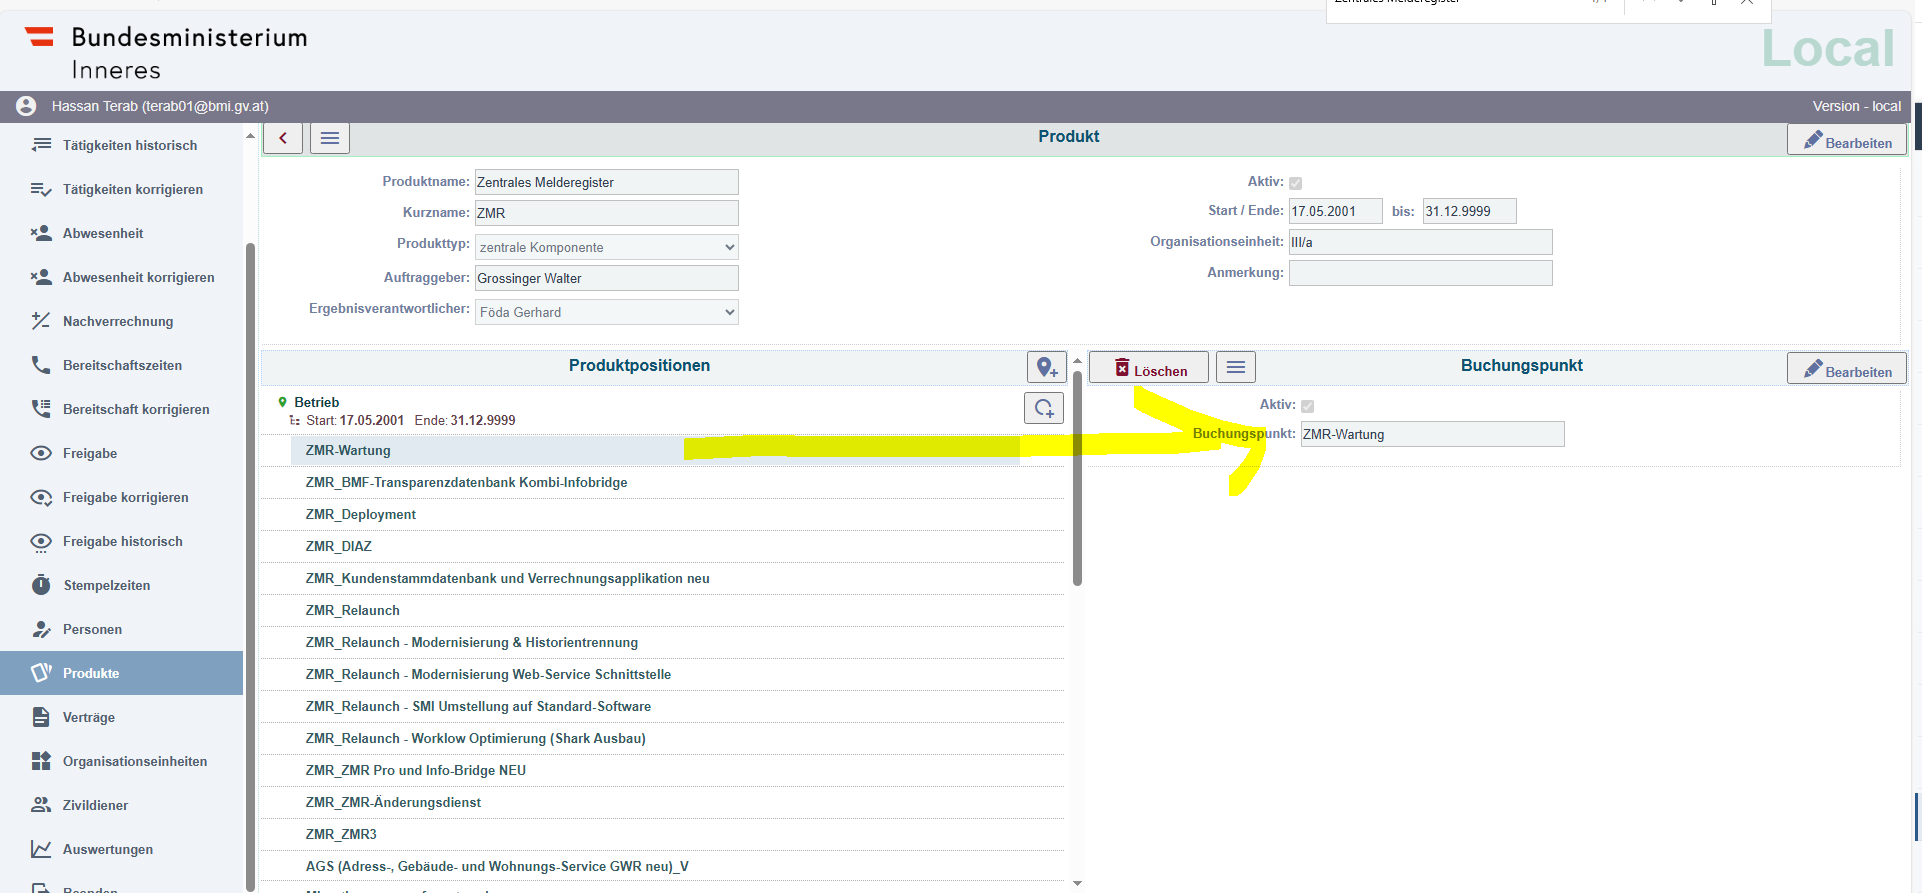 Zentrales Melderegister
Bundesministerium
Inneres
Local
Hassan Terab (terab01@bmi.gv.at)
Version - local
Tätigkeiten historisch
Tätigkeiten korrigieren
Abwesenheit
Abwesenheit korrigieren
Nachverrechnung
Bereitschaftszeiten
Bereitschaft korrigieren
Freigabe
Freigabe korrigieren
Freigabe historisch
Stempelzeiten
Personen
Produkte
Verträge
Organisationseinheiten
Zivildiener
Auswertungen
Beenden
Produkt
Bearbeiten
Produktname: Zentrales Melderegister
Kurzname: ZMR
Produkttyp: zentrale Komponente
Auftraggeber: Grossinger Walter
Ergebnisverantwortlicher: Föda Gerhard
Aktiv:
Start / Ende: 17.05.2001 bis: 31.12.9999
Organisationseinheit: III/a
Anmerkung:
Produktpositionen
Betrieb
Start: 17.05.2001 Ende: 31.12.9999
ZMR-Wartung
ZMR_BMF-Transparenzdatenbank Kombi-Infobridge
ZMR_Deployment
ZMR_DIAZ
ZMR_Kundenstammdatenbank und Verrechnungsapplikation neu
ZMR_Relaunch
ZMR_Relaunch - Modernisierung & Historientrennung
ZMR_Relaunch - Modernisierung Web-Service Schnittstelle
ZMR_Relaunch - SMI Umstellung auf Standard-Software
ZMR_Relaunch - Worklow Optimierung (Shark Ausbau)
ZMR_ZMR Pro und Info-Bridge NEU
ZMR_ZMR-Änderungsdienst
ZMR_ZMR3
AGS (Adress-, Gebäude- und Wohnungs-Service GWR neu)_V
Löschen
Buchungspunkt
Bearbeiten
Aktiv:
Buchungspunkt: ZMR-Wartung